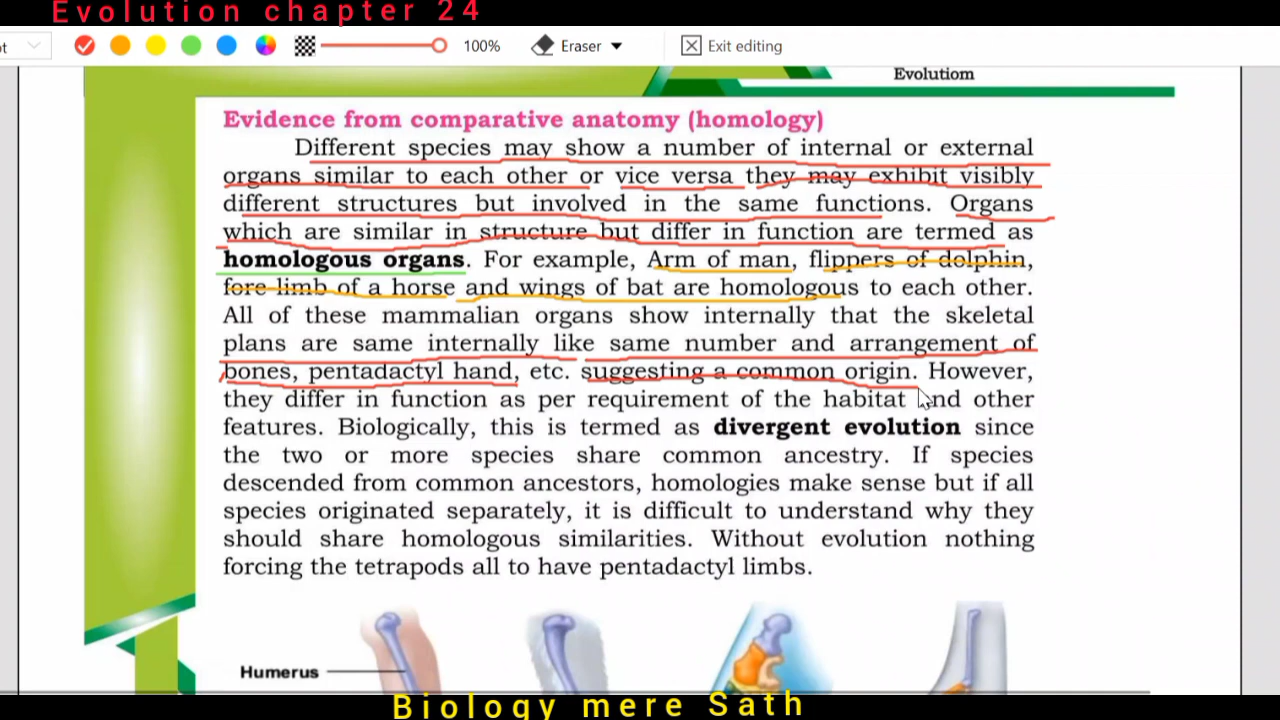 Evolution chapter 24
100%
Eraser
Exit editing
Evolutiom
Evidence from comparative anatomy (homology)
Different species may show a number of internal or external
organs similar to each other or vice versa they may exhibit visibly
different structures but involved in the same functions. Organs
which are similar in structure but differ in function are termed as
homologous organs. For example, Arm of man, flippers of dolphin,
fore limb of a horse and wings of bat are homologous to each other.
All of these mammalian organs show internally that the skeletal
plans are same internally like same number and arrangement of
bones, pentadactyl hand, etc. suggesting a common origin. However,
they differ in function as per requirement of the habitat and other
features. Biologically, this is termed as divergent evolution since
the two or more species share common ancestry. If species
descended from common ancestors, homologies make sense but if all
species originated separately, it is difficult to understand why they
should share homologous similarities. Without evolution nothing
forcing the tetrapods all to have pentadactyl limbs.
Humerus
Biology mere Sath